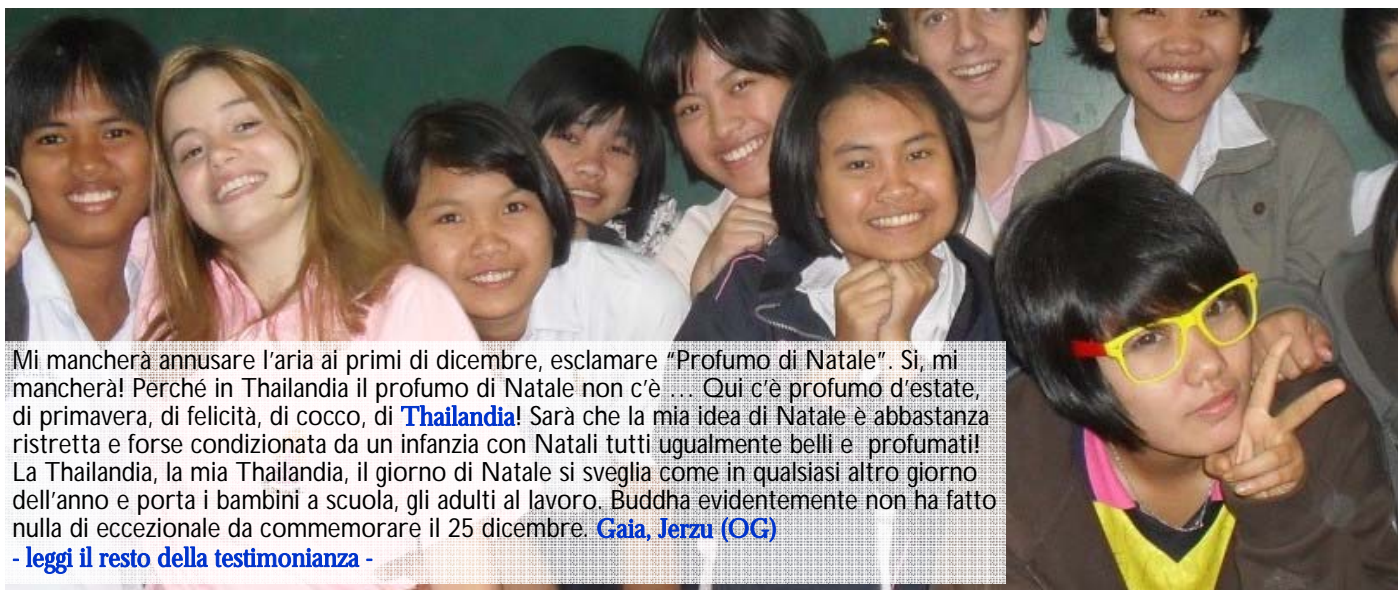 Mi mancherà annusare l'aria ai primi di dicembre, esclamare "Profumo di Natale". Si, mi
mancherà! Perché in Thailandia il profumo di Natale non c'è ... Qui c'è profumo d'estate,
di primavera, di felicità, di cocco, di Thailandia! Sarà che la mia idea di Natale è abbastanza
ristretta e forse condizionata da un infanzia con Natali tutti ugualmente belli e profumati!
La Thailandia, la mia Thailandia, il giorno di Natale si sveglia come in qualsiasi altro giorno
dell'anno e porta i bambini a scuola, gli adulti al lavoro. Buddha evidentemente non ha fatto
nulla di eccezionale da commemorare il 25 dicembre. Gaia, Jerzu (OG)
- leggi il resto della testimonianza -